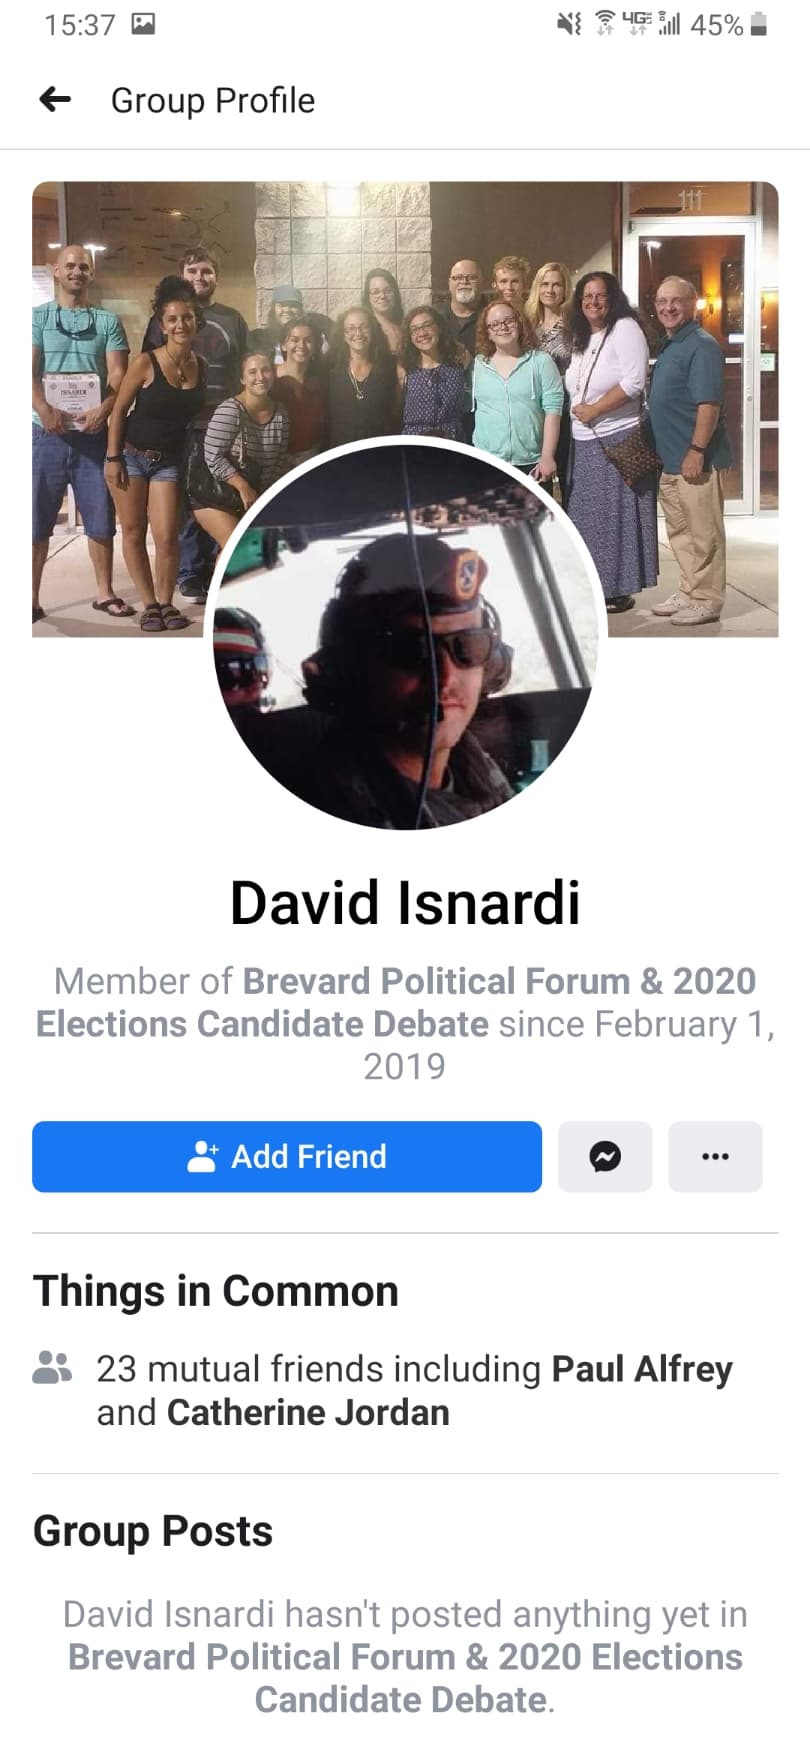 15:37
4GE 45%
Group Profile
111
David Isnardi
Member of Brevard Political Forum & 2020
Elections Candidate Debate since February 1,
2019
Add Friend
Things in Common
23 mutual friends including Paul Alfrey
and Catherine Jordan
Group Posts
David Isnardi hasn't posted anything yet in
Brevard Political Forum & 2020 Elections
Candidate Debate.